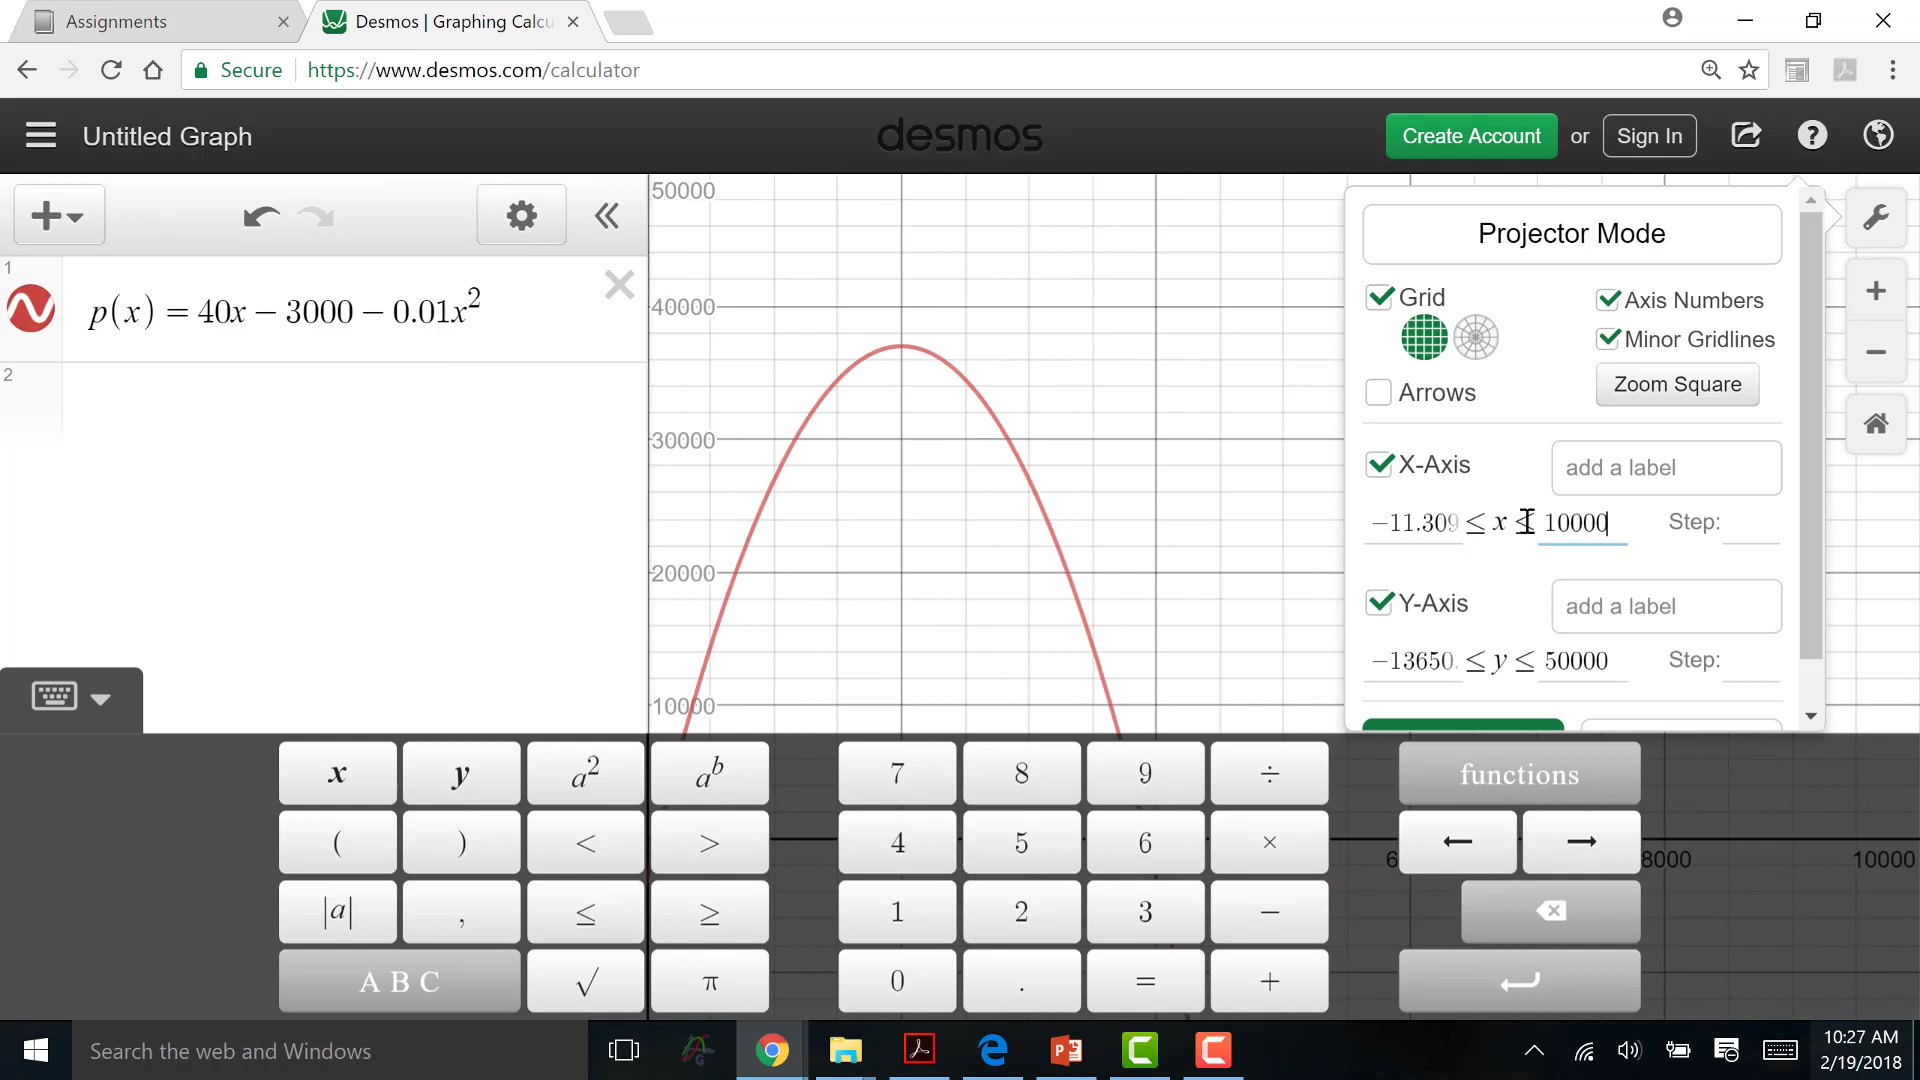 Assignments
Desmos | Graphing Calcu
Secure
https://www.desmos.com/calculator
Untitled Graph
desmos
Create Account
or
Sign In
1
p(x) = 40x − 3000 − 0.01x²
2
50000
40000
30000
20000
10000
6
8000
10000
Projector Mode
Grid
Axis Numbers
Minor Gridlines
Arrows
Zoom Square
X-Axis
add a label
−11.309 ≤ x ≤ 10000
Step:
Y-Axis
add a label
−13650. ≤ y ≤ 50000
Step:
x y a² aᵇ 7 8 9 ÷ functions
( ) < > 4 5 6 × ← →
|a| , ≤ ≥ 1 2 3 −
A B C √ π 0 . = +
Search the web and Windows
10:27 AM
2/19/2018